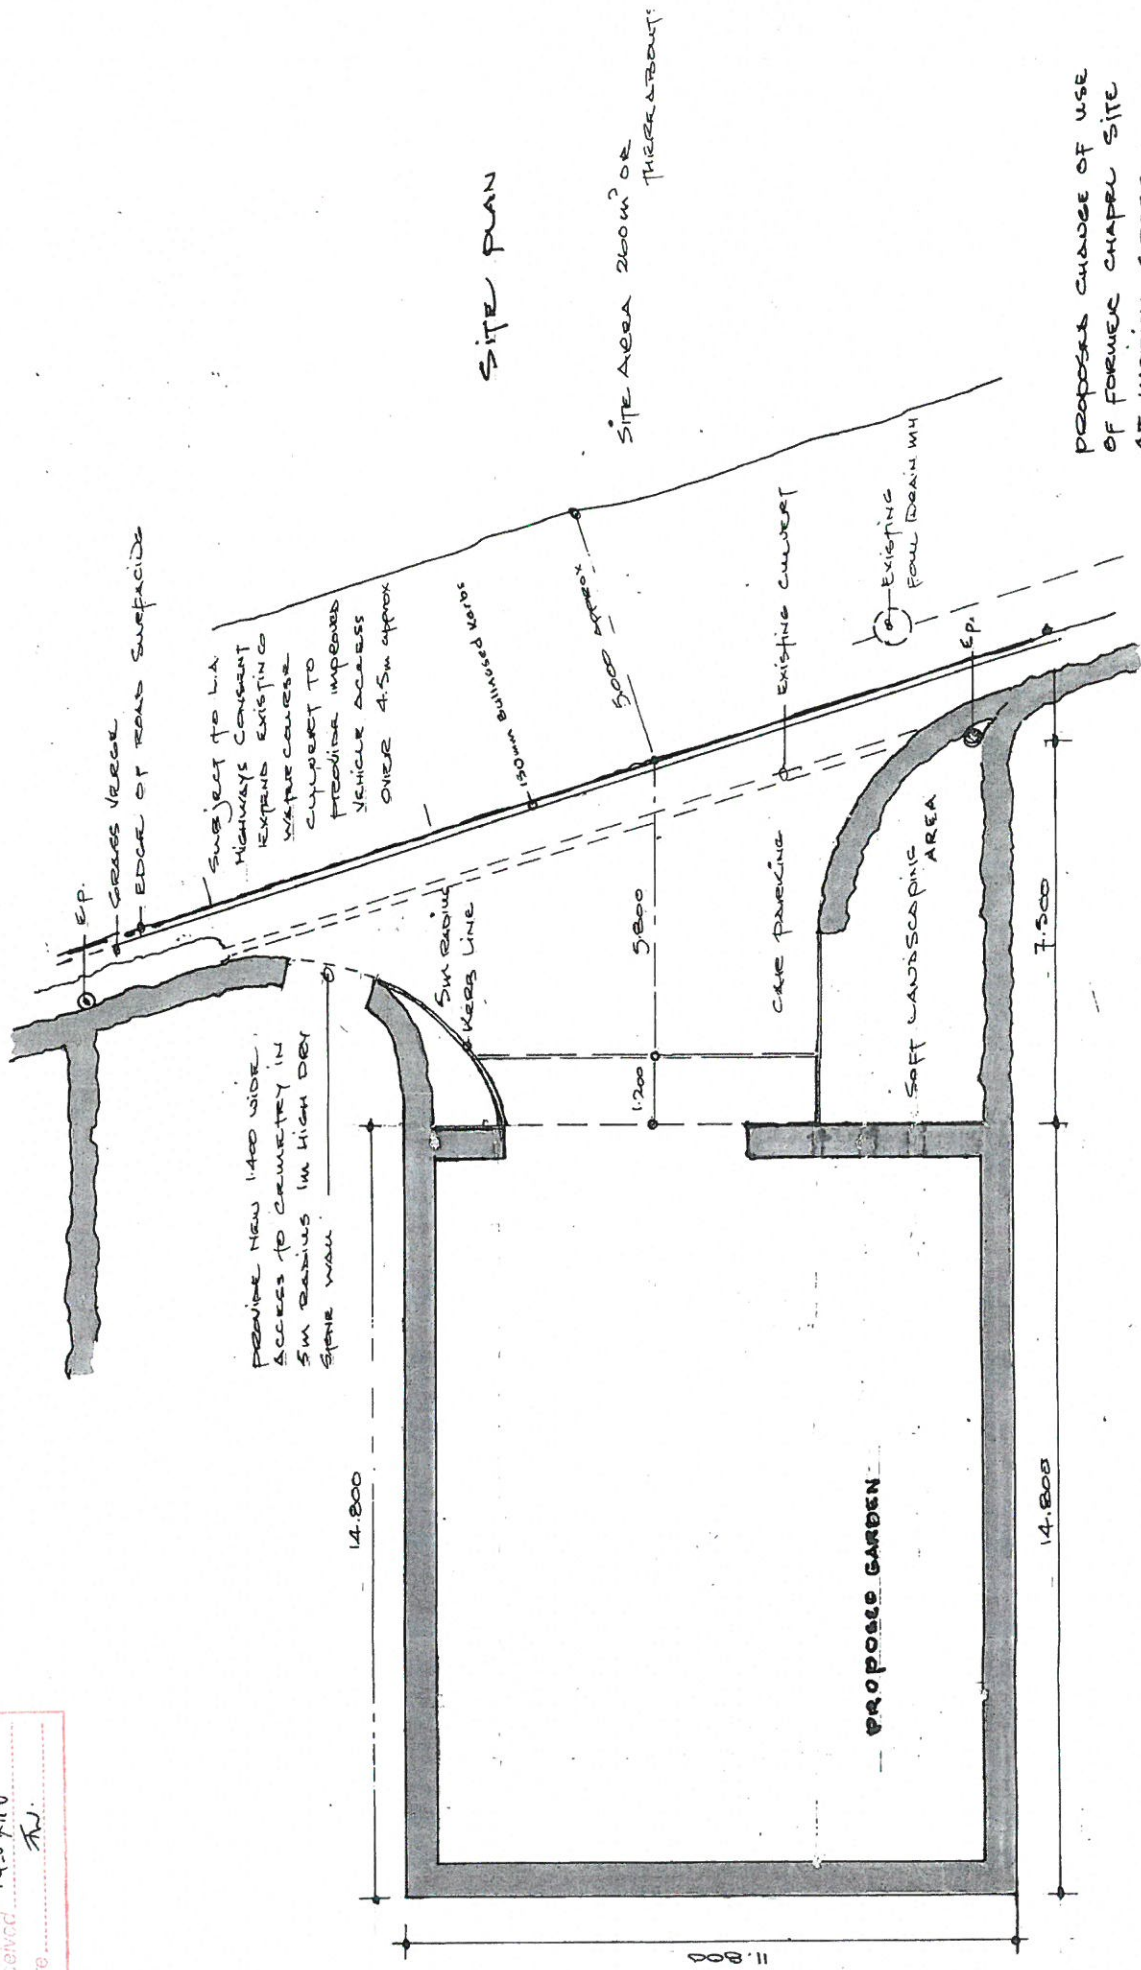 SITE PLAN
SITE AREA 260m² OR
THEREABOUTS
PROPOSED CHANGE OF USE
OF FORMER CHAPEL SITE
E.P.
GRASS VERGE
EDGE OF ROAD SURFACING
SUBJECT TO L.A.
HIGHWAYS CONSENT
EXTEND EXISTING
WATERCOURSE
CULVERT TO
PROVIDE IMPROVED
VEHICLE ACCESS
OVER 4.5m approx
150mm Bullnosed Kerbs
5000 APPROX
EXISTING CULVERT
EXISTING
FOUL DRAIN MH
E.P.
PROVIDE NEW 1.400 WIDE
ACCESS TO CEMETRY IN
5M RADIUS 1M HIGH DRY
STONE WALL
5M RADIUS
KERB LINE
5.800
1.200
CAR PARKING
SOFT LANDSCAPING
AREA
7.500
14.800
PROPOSED GARDEN
14.800
11.800